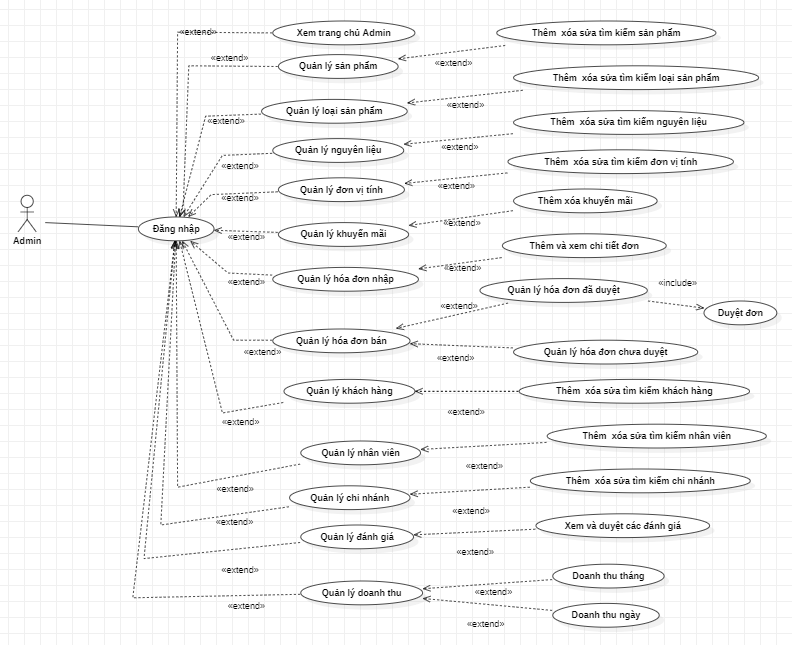 «extend»
Xem trang chủ Admin
Thêm  xóa sửa tìm kiếm sản phẩm
«extend»
Quản lý sản phẩm
«extend»
Thêm  xóa sửa tìm kiếm loại sản phẩm
Quản lý loại sản phẩm
«extend»
«extend»
Thêm  xóa sửa tìm kiếm nguyên liệu
Quản lý nguyên liệu
«extend»
«extend»
Thêm  xóa sửa tìm kiếm đơn vị tính
Quản lý đơn vị tính
«extend»
«extend»
Thêm xóa khuyến mãi
Admin
Đăng nhập
«extend»
Quản lý khuyến mãi
«extend»
Thêm và xem chi tiết đơn
«extend»
Quản lý hóa đơn nhập
«extend»
Quản lý hóa đơn đã duyệt
«include»
Duyệt đơn
«extend»
Quản lý hóa đơn bán
«extend»
Quản lý hóa đơn chưa duyệt
«extend»
Quản lý khách hàng
Thêm  xóa sửa tìm kiếm khách hàng
«extend»
«extend»
Thêm  xóa sửa tìm kiếm nhân viên
Quản lý nhân viên
«extend»
«extend»
Thêm  xóa sửa tìm kiếm chi nhánh
Quản lý chi nhánh
«extend»
«extend»
Xem và duyệt các đánh giá
Quản lý đánh giá
«extend»
«extend»
Doanh thu tháng
Quản lý doanh thu
«extend»
«extend»
Doanh thu ngày
«extend»